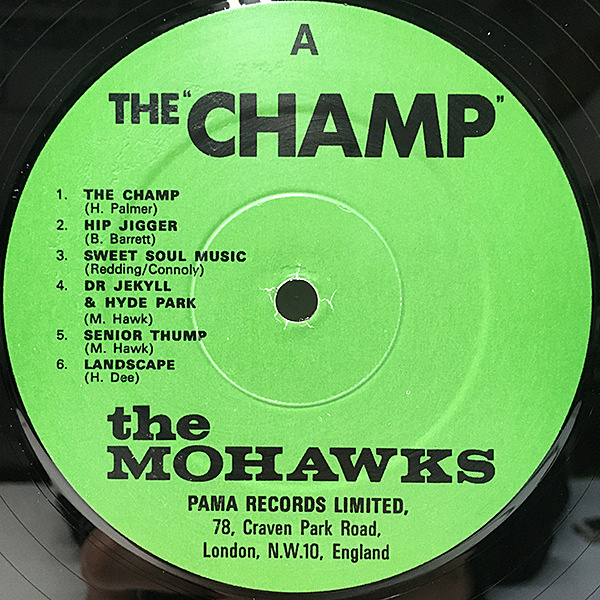 A
THE "CHAMP"
1. THE CHAMP
(H. Palmer)
2. HIP JIGGER
(B. Barrett)
3. SWEET SOUL MUSIC
(Redding/Connoly)
4. DR JEKYLL
& HYDE PARK
(M. Hawk)
5. SENIOR THUMP
(M. Hawk)
6. LANDSCAPE
(H. Dee)
the
MOHAWKS
PAMA RECORDS LIMITED,
78, Craven Park Road,
London, N.W.10, England